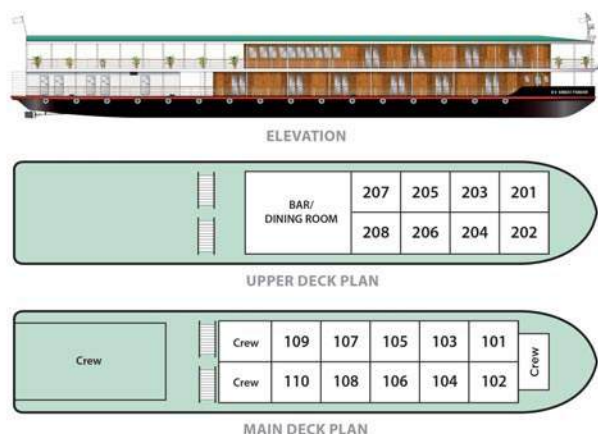 ELEVATION
BAR/
DINING ROOM
207 205 203 201
208 206 204 202
UPPER DECK PLAN
Crew
Crew 109 107 105 103 101
Crew 110 108 106 104 102
Crew
MAIN DECK PLAN